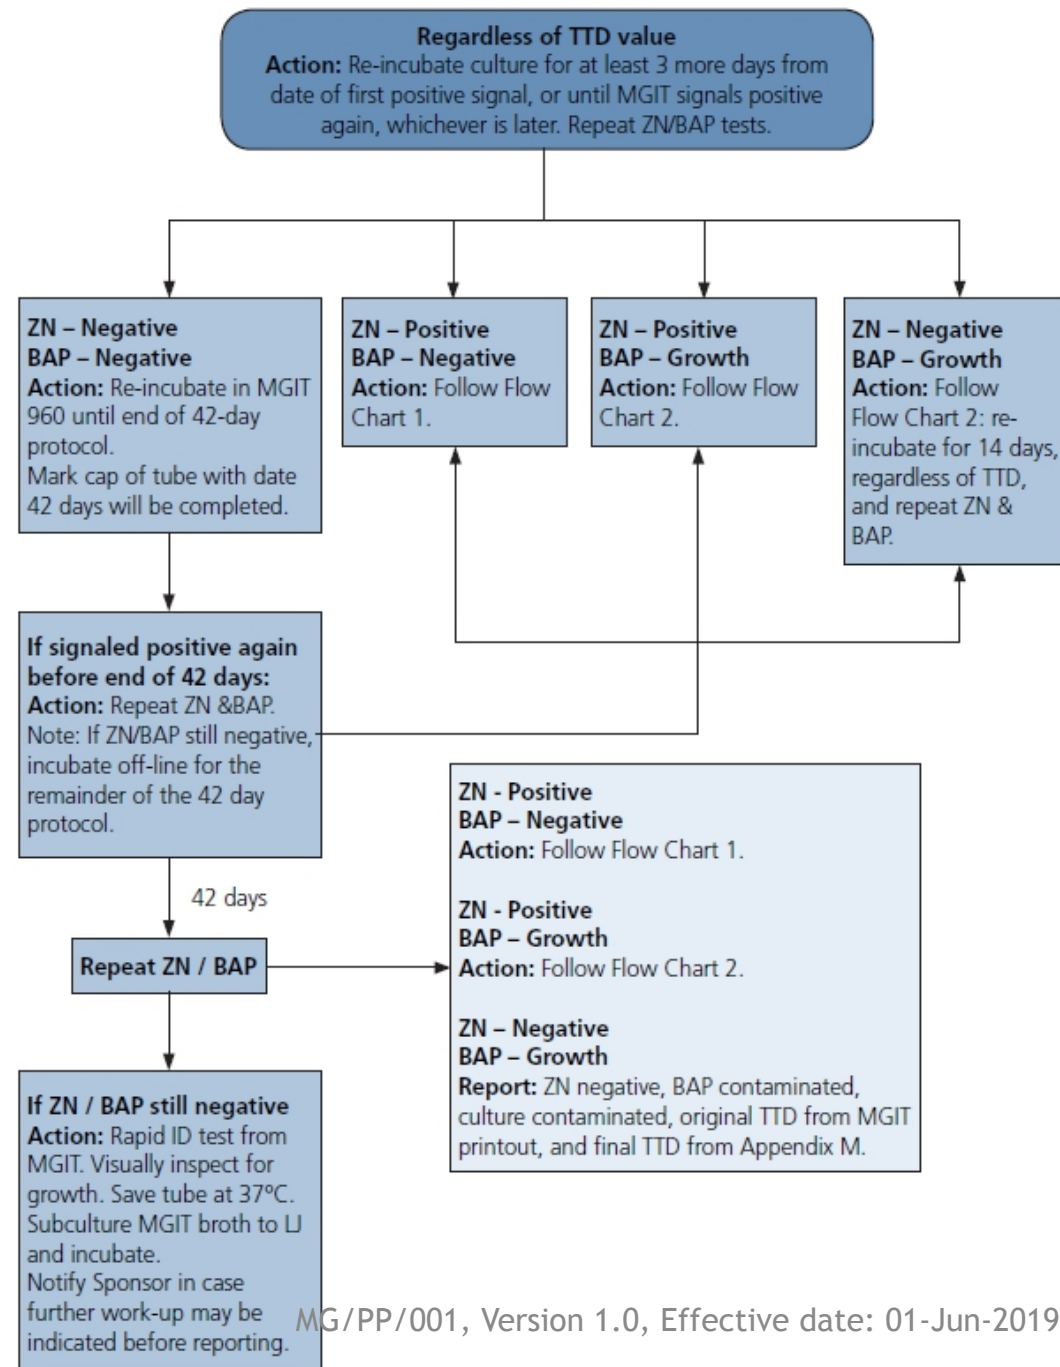 Regardless of TTD value
Action: Re-incubate culture for at least 3 more days from
date of first positive signal, or until MGIT signals positive
again, whichever is later. Repeat ZN/BAP tests.
ZN – Negative
BAP – Negative
Action: Re-incubate in MGIT
960 until end of 42-day
protocol.
Mark cap of tube with date
42 days will be completed.
ZN – Positive
BAP – Negative
Action: Follow Flow
Chart 1.
ZN – Positive
BAP – Growth
Action: Follow Flow
Chart 2.
ZN – Negative
BAP – Growth
Action: Follow
Flow Chart 2: re-
incubate for 14 days,
regardless of TTD,
and repeat ZN &
BAP.
If signaled positive again
before end of 42 days:
Action: Repeat ZN &BAP.
Note: If ZN/BAP still negative,
incubate off-line for the
remainder of the 42 day
protocol.
42 days
Repeat ZN / BAP
ZN - Positive
BAP – Negative
Action: Follow Flow Chart 1.
ZN - Positive
BAP – Growth
Action: Follow Flow Chart 2.
ZN – Negative
BAP – Growth
Report: ZN negative, BAP contaminated,
culture contaminated, original TTD from MGIT
printout, and final TTD from Appendix M.
If ZN / BAP still negative
Action: Rapid ID test from
MGIT. Visually inspect for
growth. Save tube at 37ºC.
Subculture MGIT broth to LJ
and incubate.
Notify Sponsor in case
further work-up may be
indicated before reporting.
MG/PP/001, Version 1.0, Effective date: 01-Jun-2019